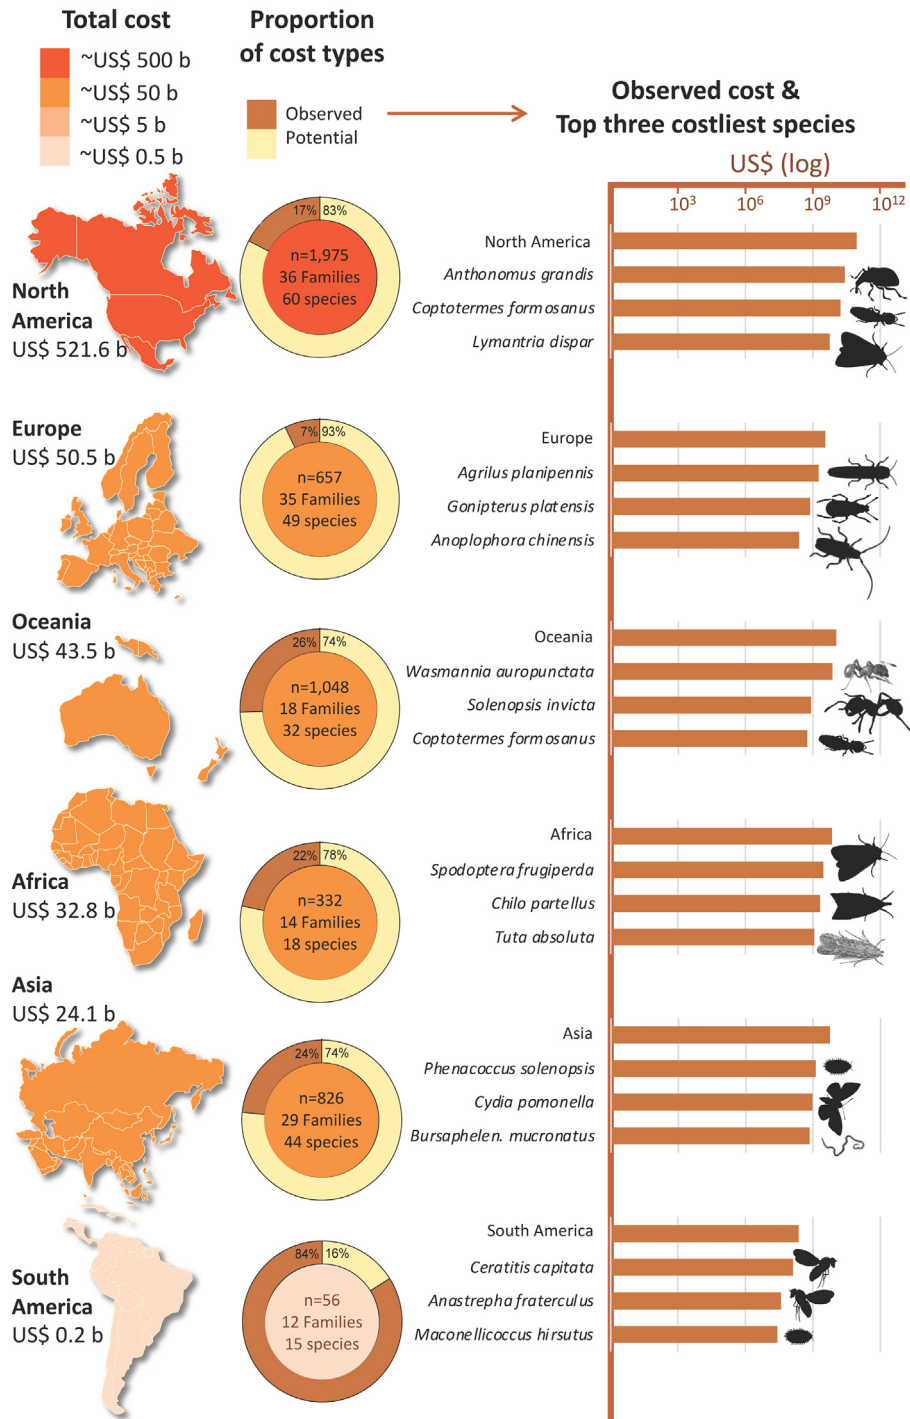 Total cost
~US$ 500 b
~US$ 50 b
~US$ 5 b
~US$ 0.5 b
Proportion
of cost types
Observed
Potential
Observed cost &
Top three costliest species
US$ (log)
10³
10⁶
10⁹
10¹²
North
America
US$ 521.6 b
17%
83%
n=1,975
36 Families
60 species
North America
Anthonomus grandis
Coptotermes formosanus
Lymantria dispar
Europe
US$ 50.5 b
7%
93%
n=657
35 Families
49 species
Europe
Agrilus planipennis
Gonipterus platensis
Anoplophora chinensis
Oceania
US$ 43.5 b
26%
74%
n=1,048
18 Families
32 species
Oceania
Wasmannia auropunctata
Solenopsis invicta
Coptotermes formosanus
Africa
US$ 32.8 b
22%
78%
n=332
14 Families
18 species
Africa
Spodoptera frugiperda
Chilo partellus
Tuta absoluta
Asia
US$ 24.1 b
24%
74%
n=826
29 Families
44 species
Asia
Phenacoccus solenopsis
Cydia pomonella
Bursaphelen. mucronatus
South
America
US$ 0.2 b
84%
16%
n=56
12 Families
15 species
South America
Ceratitis capitata
Anastrepha fraterculus
Maconellicoccus hirsutus